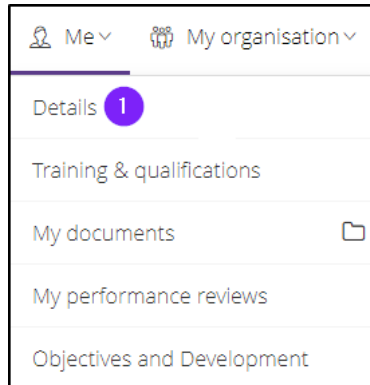 Me My organisation
Details 1
Training & qualifications
My documents
My performance reviews
Objectives and Development